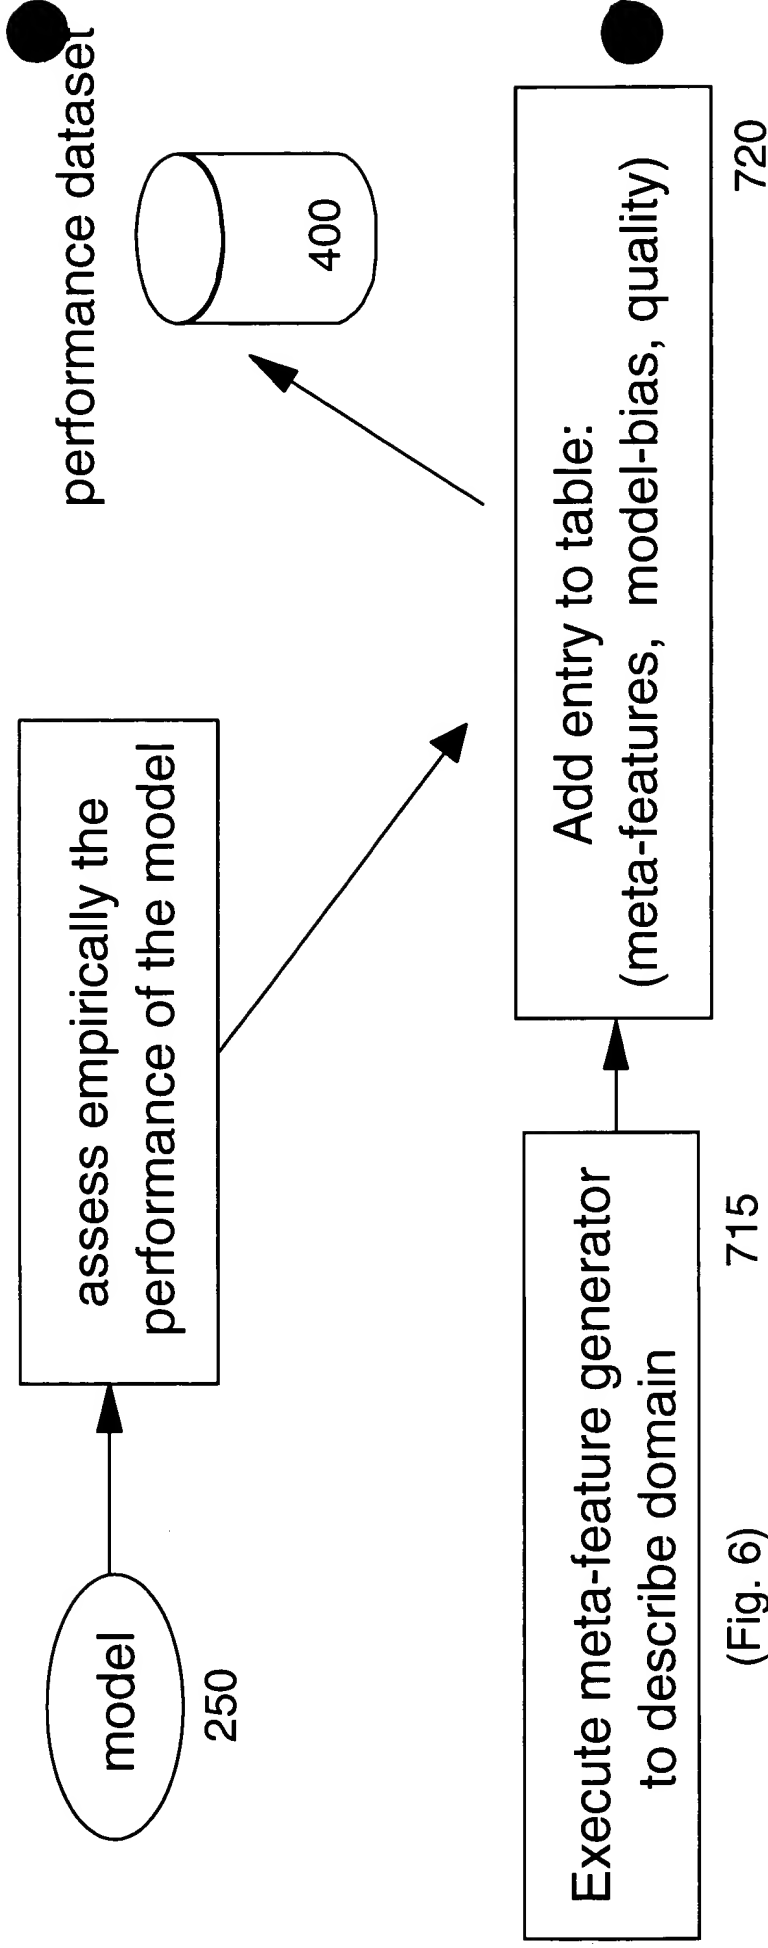 model
250
assess empirically the
performance of the model
performance dataset
400
Execute meta-feature generator
to describe domain
(Fig. 6)
715
Add entry to table:
(meta-features, model-bias, quality)
720